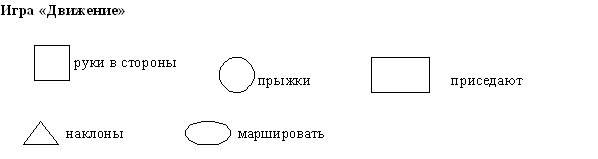 Игра «Движение»
руки в стороны
прыжки
приседают
наклоны
маршировать